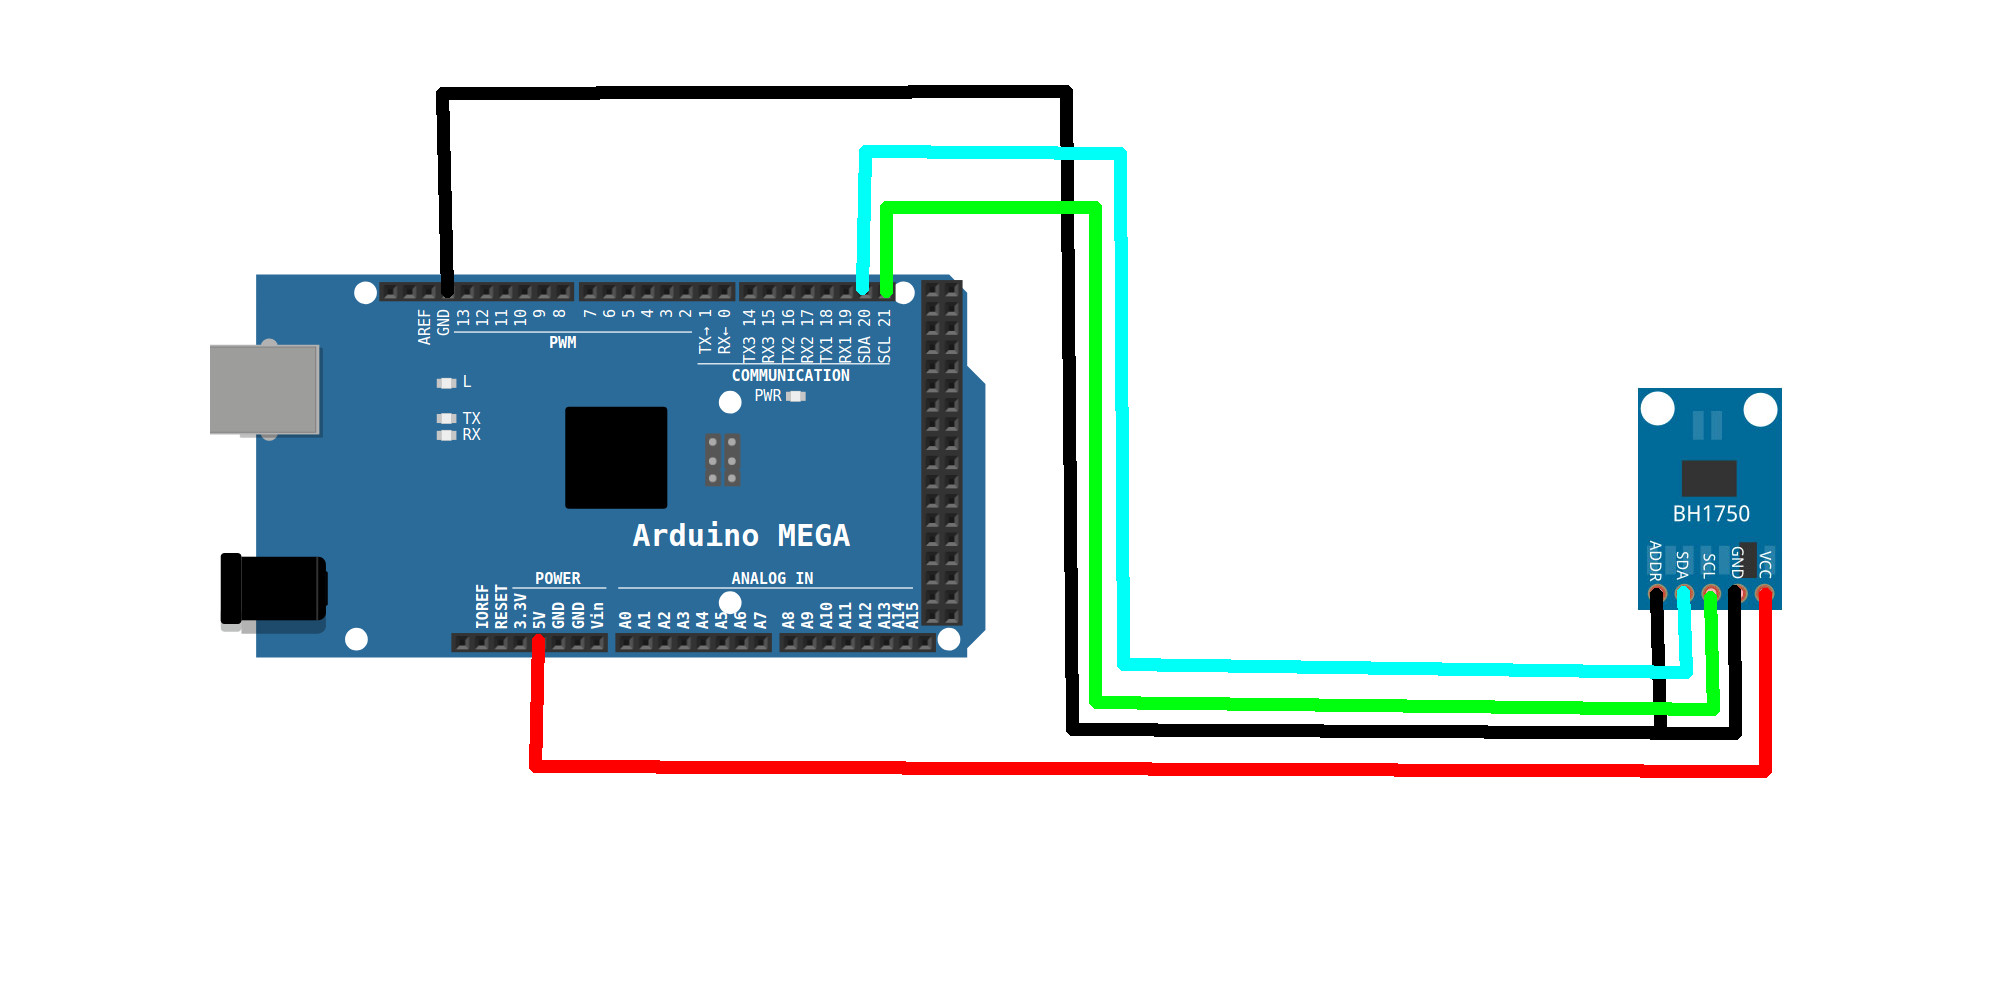 AREF
GND
13
12
11
10
9
8
7
6
5
4
3
2
TX→ 1
RX← 0
TX3 14
RX3 15
TX2 16
RX2 17
TX1 18
RX1 19
SDA 20
SCL 21
PWM
COMMUNICATION
L
PWR
TX
RX
Arduino MEGA
POWER
ANALOG IN
IOREF
RESET
3.3V
5V
GND
GND
Vin
A0
A1
A2
A3
A4
A5
A6
A7
A8
A9
A10
A11
A12
A13
A14
A15
BH1750
ADDR
SDA
SCL
GND
VCC